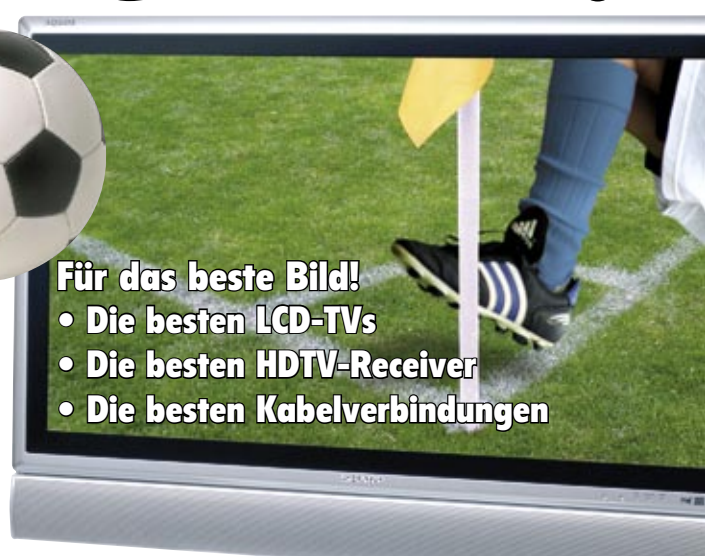 Für das beste Bild!
• Die besten LCD-TVs
• Die besten HDTV-Receiver
• Die besten Kabelverbindungen